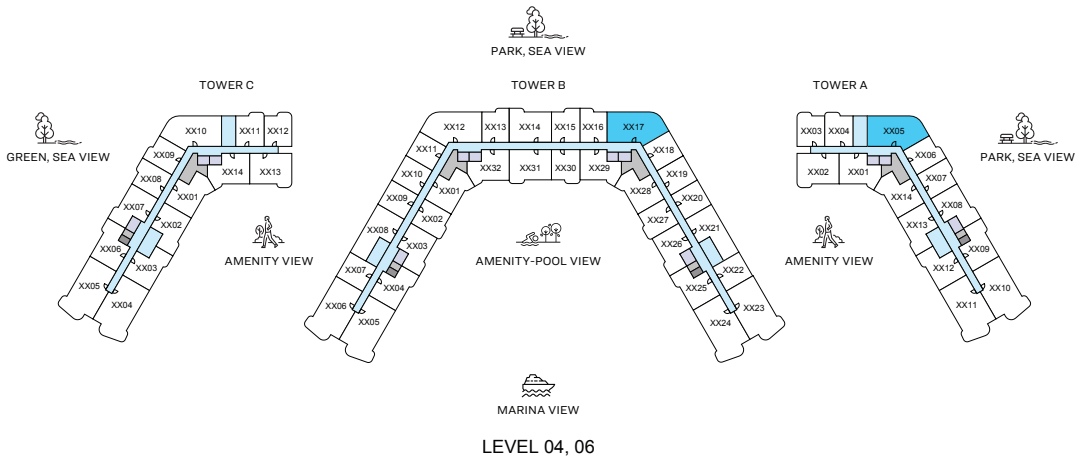 PARK, SEA VIEW
TOWER C
TOWER B
TOWER A
GREEN, SEA VIEW
PARK, SEA VIEW
XX10
XX11
XX12
XX09
XX08
XX07
XX06
XX05
XX04
XX03
XX02
XX01
XX14
XX13
AMENITY VIEW
XX12
XX13
XX14
XX15
XX16
XX17
XX11
XX10
XX09
XX08
XX07
XX06
XX05
XX04
XX03
XX02
XX01
XX32
XX31
XX30
XX29
XX28
XX27
XX26
XX25
XX24
XX23
XX22
XX21
XX20
XX19
XX18
AMENITY-POOL VIEW
XX03
XX04
XX05
XX02
XX01
XX06
XX07
XX08
XX09
XX10
XX11
XX12
XX13
XX14
AMENITY VIEW
MARINA VIEW
LEVEL 04, 06